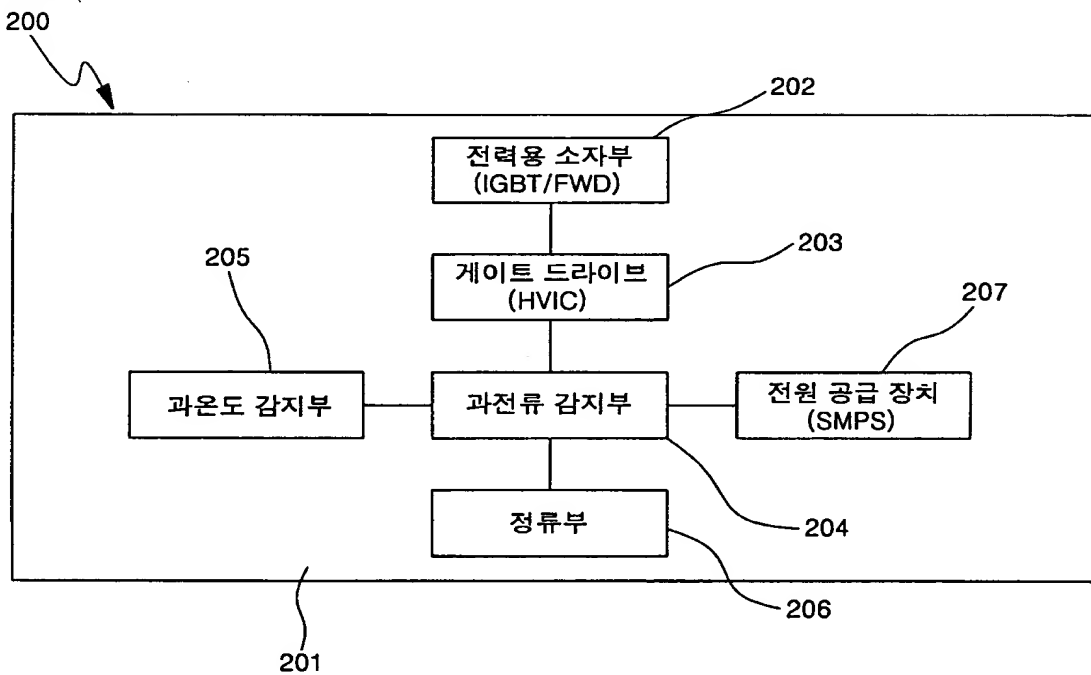 200
202
전력용 소자부
(IGBT/FWD)
203
205
게이트 드라이브
(HVIC)
207
과온도 감지부
과전류 감지부
전원 공급 장치
(SMPS)
정류부
204
206
201